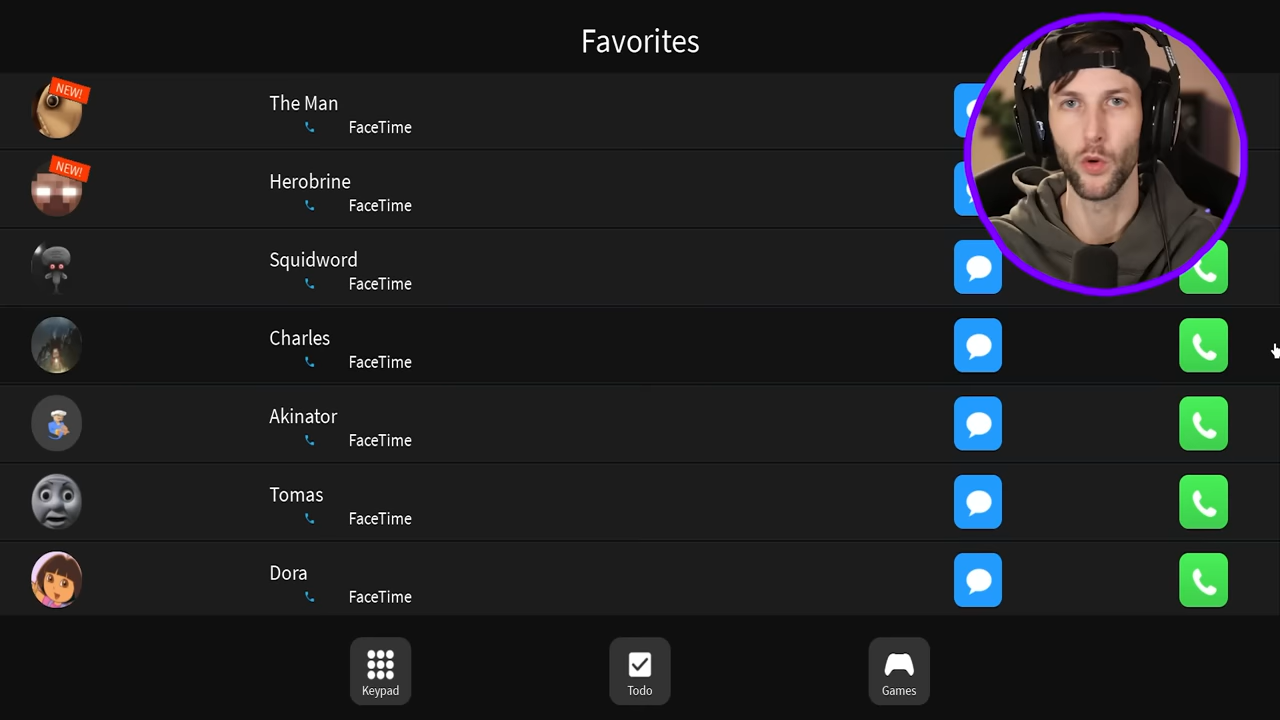 Favorites
NEW!
The Man
FaceTime
NEW!
Herobrine
FaceTime
Squidword
FaceTime
Charles
FaceTime
Akinator
FaceTime
Tomas
FaceTime
Dora
FaceTime
Keypad
Todo
Games